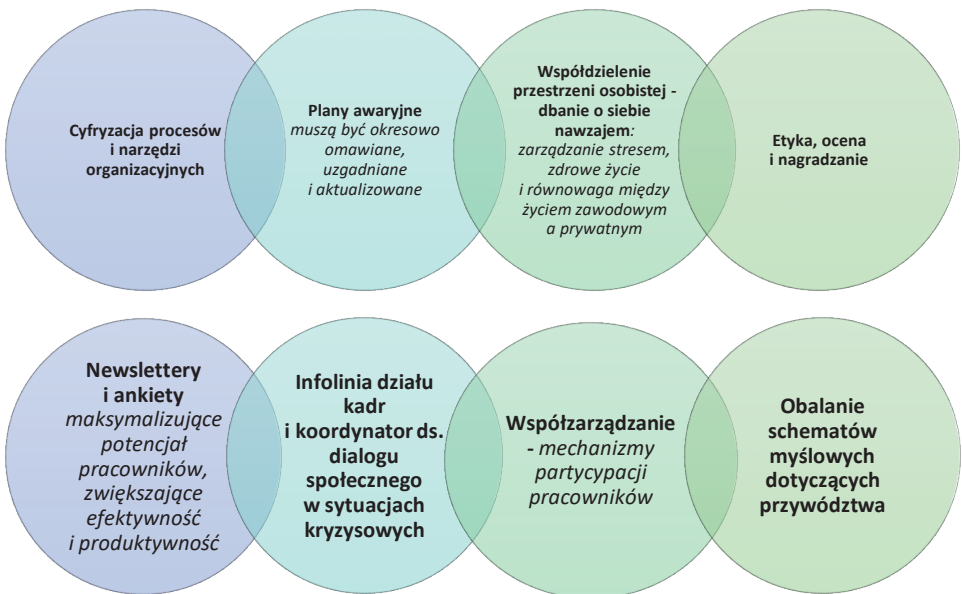 Cyfryzacja procesów
i narzędzi
organizacyjnych
Plany awaryjne
muszą być okresowo
omawiane,
uzgadniane
i aktualizowane
Współdzielenie
przestrzeni osobistej -
dbanie o siebie
nawzajem:
zarządzanie stresem,
zdrowe życie
i równowaga między
życiem zawodowym
a prywatnym
Etyka, ocena
i nagradzanie
Newslettery
i ankiety
maksymalizujące
potencjał
pracowników,
zwiększające
efektywność
i produktywność
Infolinia działu
kadr
i koordynator ds.
dialogu
społecznego
w sytuacjach
kryzysowych
Współzarządzanie
- mechanizmy
partycypacji
pracowników
Obalanie
schematów
myślowych
dotyczących
przywództwa